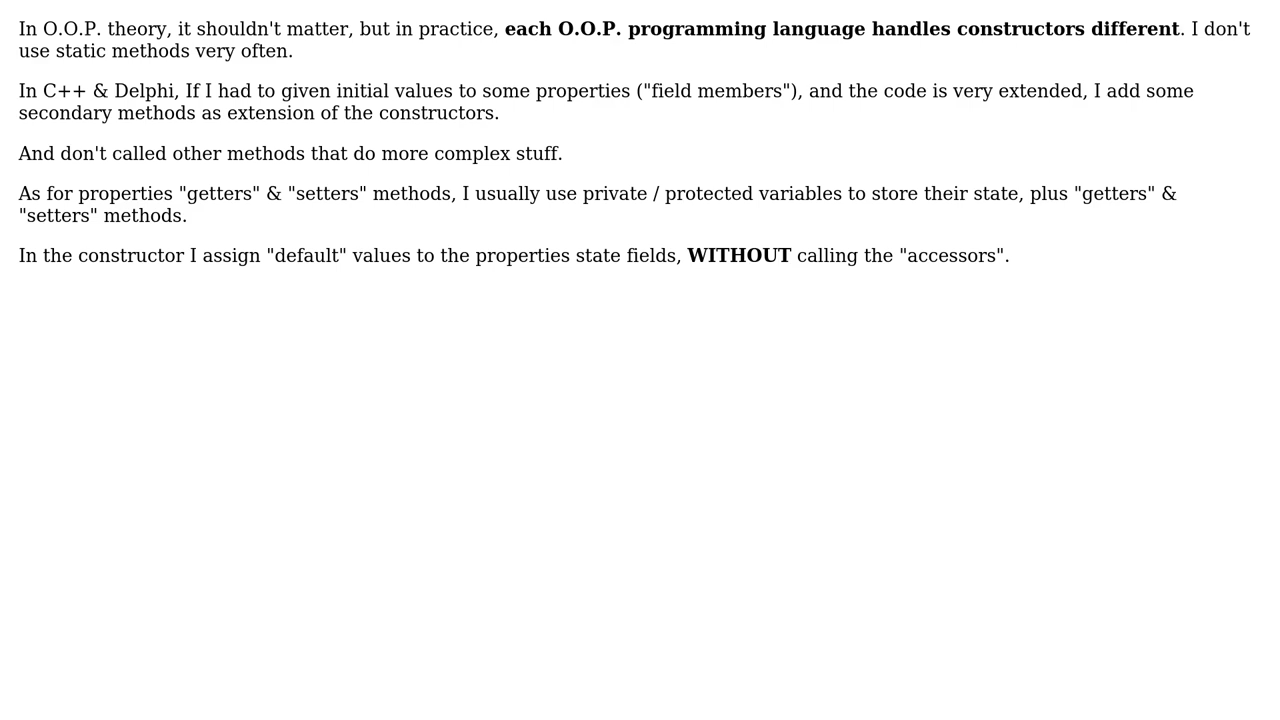 In O.O.P. theory, it shouldn't matter, but in practice, each O.O.P. programming language handles constructors different. I don't
use static methods very often.
In C++ & Delphi, If I had to given initial values to some properties ("field members"), and the code is very extended, I add some
secondary methods as extension of the constructors.
And don't called other methods that do more complex stuff.
As for properties "getters" & "setters" methods, I usually use private / protected variables to store their state, plus "getters" &
"setters" methods.
In the constructor I assign "default" values to the properties state fields, WITHOUT calling the "accessors".